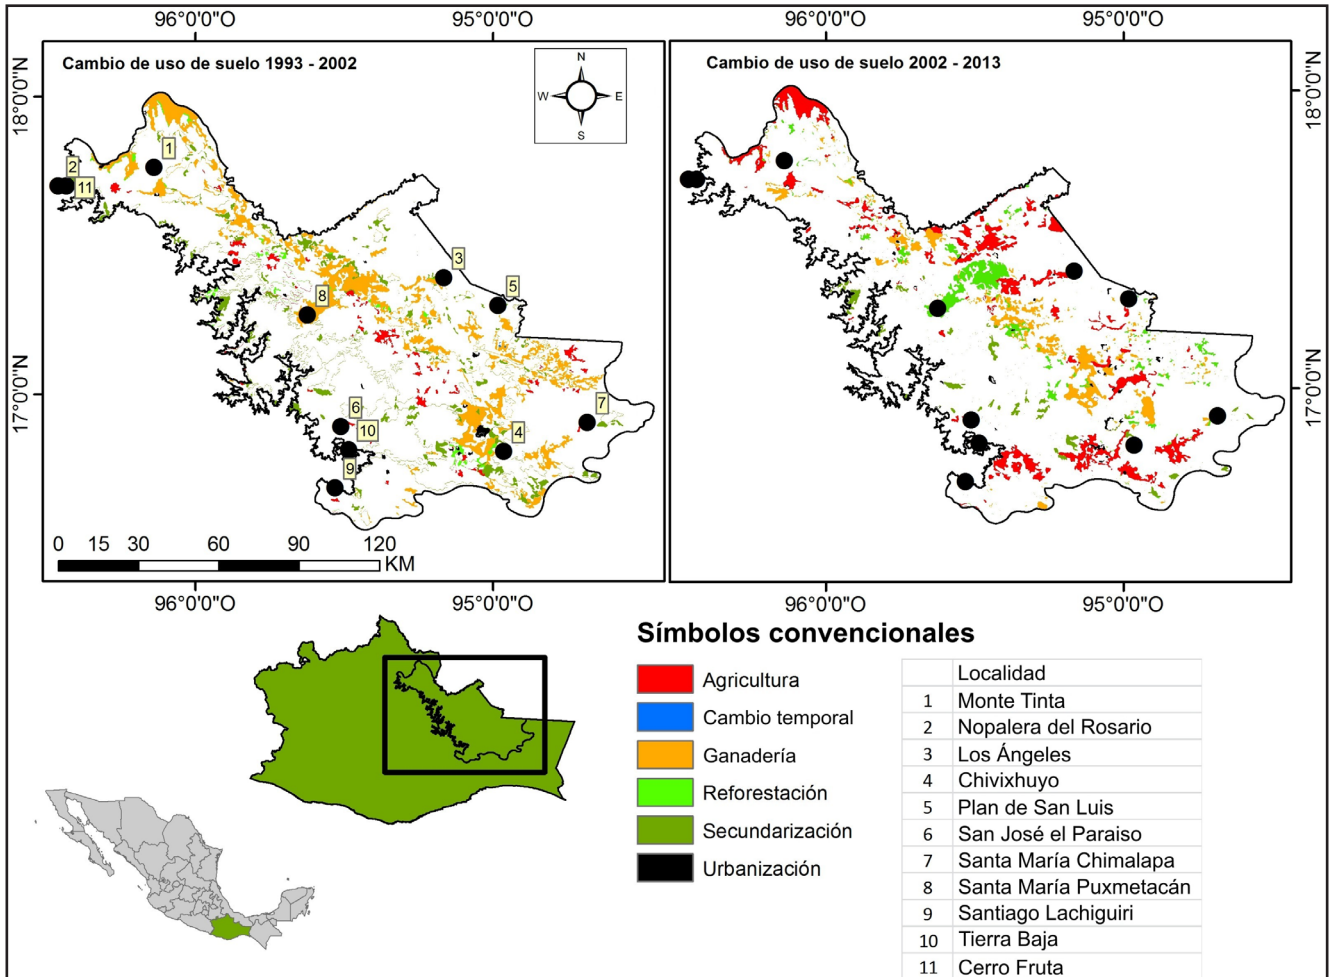 96°0'0"O
95°0'0"O
96°0'0"O
95°0'0"O
Cambio de uso de suelo 1993 - 2002
Cambio de uso de suelo 2002 - 2013
N
W
E
S
18°0'0"N
18°0'0"N
1
2
11
3
5
8
17°0'0"N
17°0'0"N
6
7
10
4
9
0 15 30 60 90 120
KM
96°0'0"O
95°0'0"O
96°0'0"O
95°0'0"O
Símbolos convencionales
Agricultura
Cambio temporal
Ganadería
Reforestación
Secundarización
Urbanización
Localidad
1 Monte Tinta
2 Nopalera del Rosario
3 Los Ángeles
4 Chivixhuyo
5 Plan de San Luis
6 San José el Paraiso
7 Santa María Chimalapa
8 Santa María Puxmetacán
9 Santiago Lachiguiri
10 Tierra Baja
11 Cerro Fruta